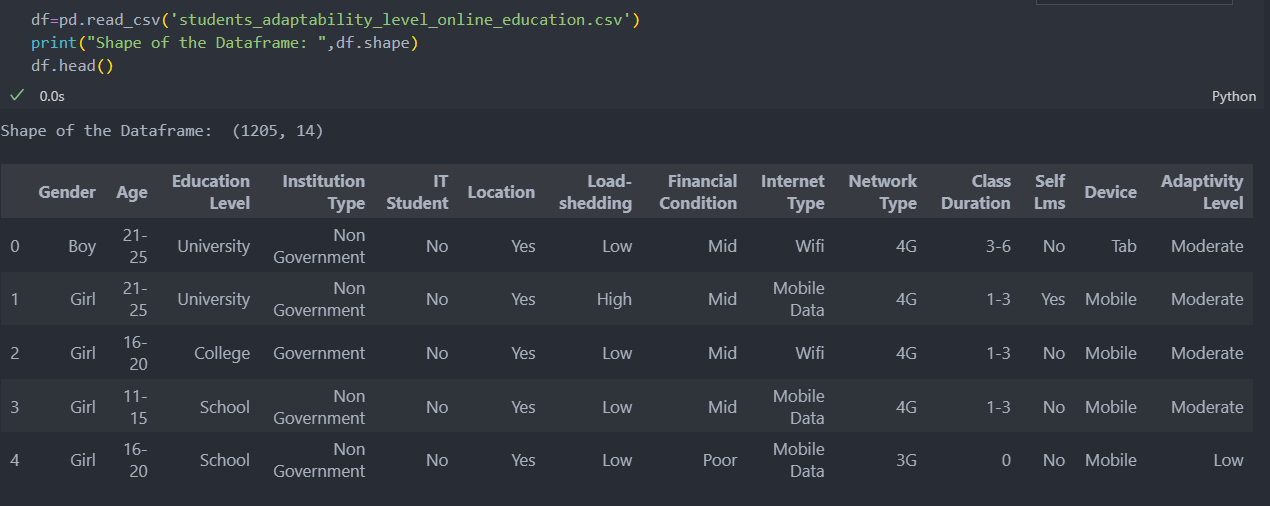 df=pd.read_csv('students_adaptability_level_online_education.csv')
print("Shape of the Dataframe: ",df.shape)
df.head()
0.0s Python
Shape of the Dataframe:  (1205, 14)
Gender Age Education Level Institution Type IT Student Location Load-shedding Financial Condition Internet Type Network Type Class Duration Self Lms Device Adaptivity Level
0 Boy 21-25 University Non Government No Yes Low Mid Wifi 4G 3-6 No Tab Moderate
1 Girl 21-25 University Non Government No Yes High Mid Mobile Data 4G 1-3 Yes Mobile Moderate
2 Girl 16-20 College Government No Yes Low Mid Wifi 4G 1-3 No Mobile Moderate
3 Girl 11-15 School Non Government No Yes Low Mid Mobile Data 4G 1-3 No Mobile Moderate
4 Girl 16-20 School Non Government No Yes Low Poor Mobile Data 3G 0 No Mobile Low